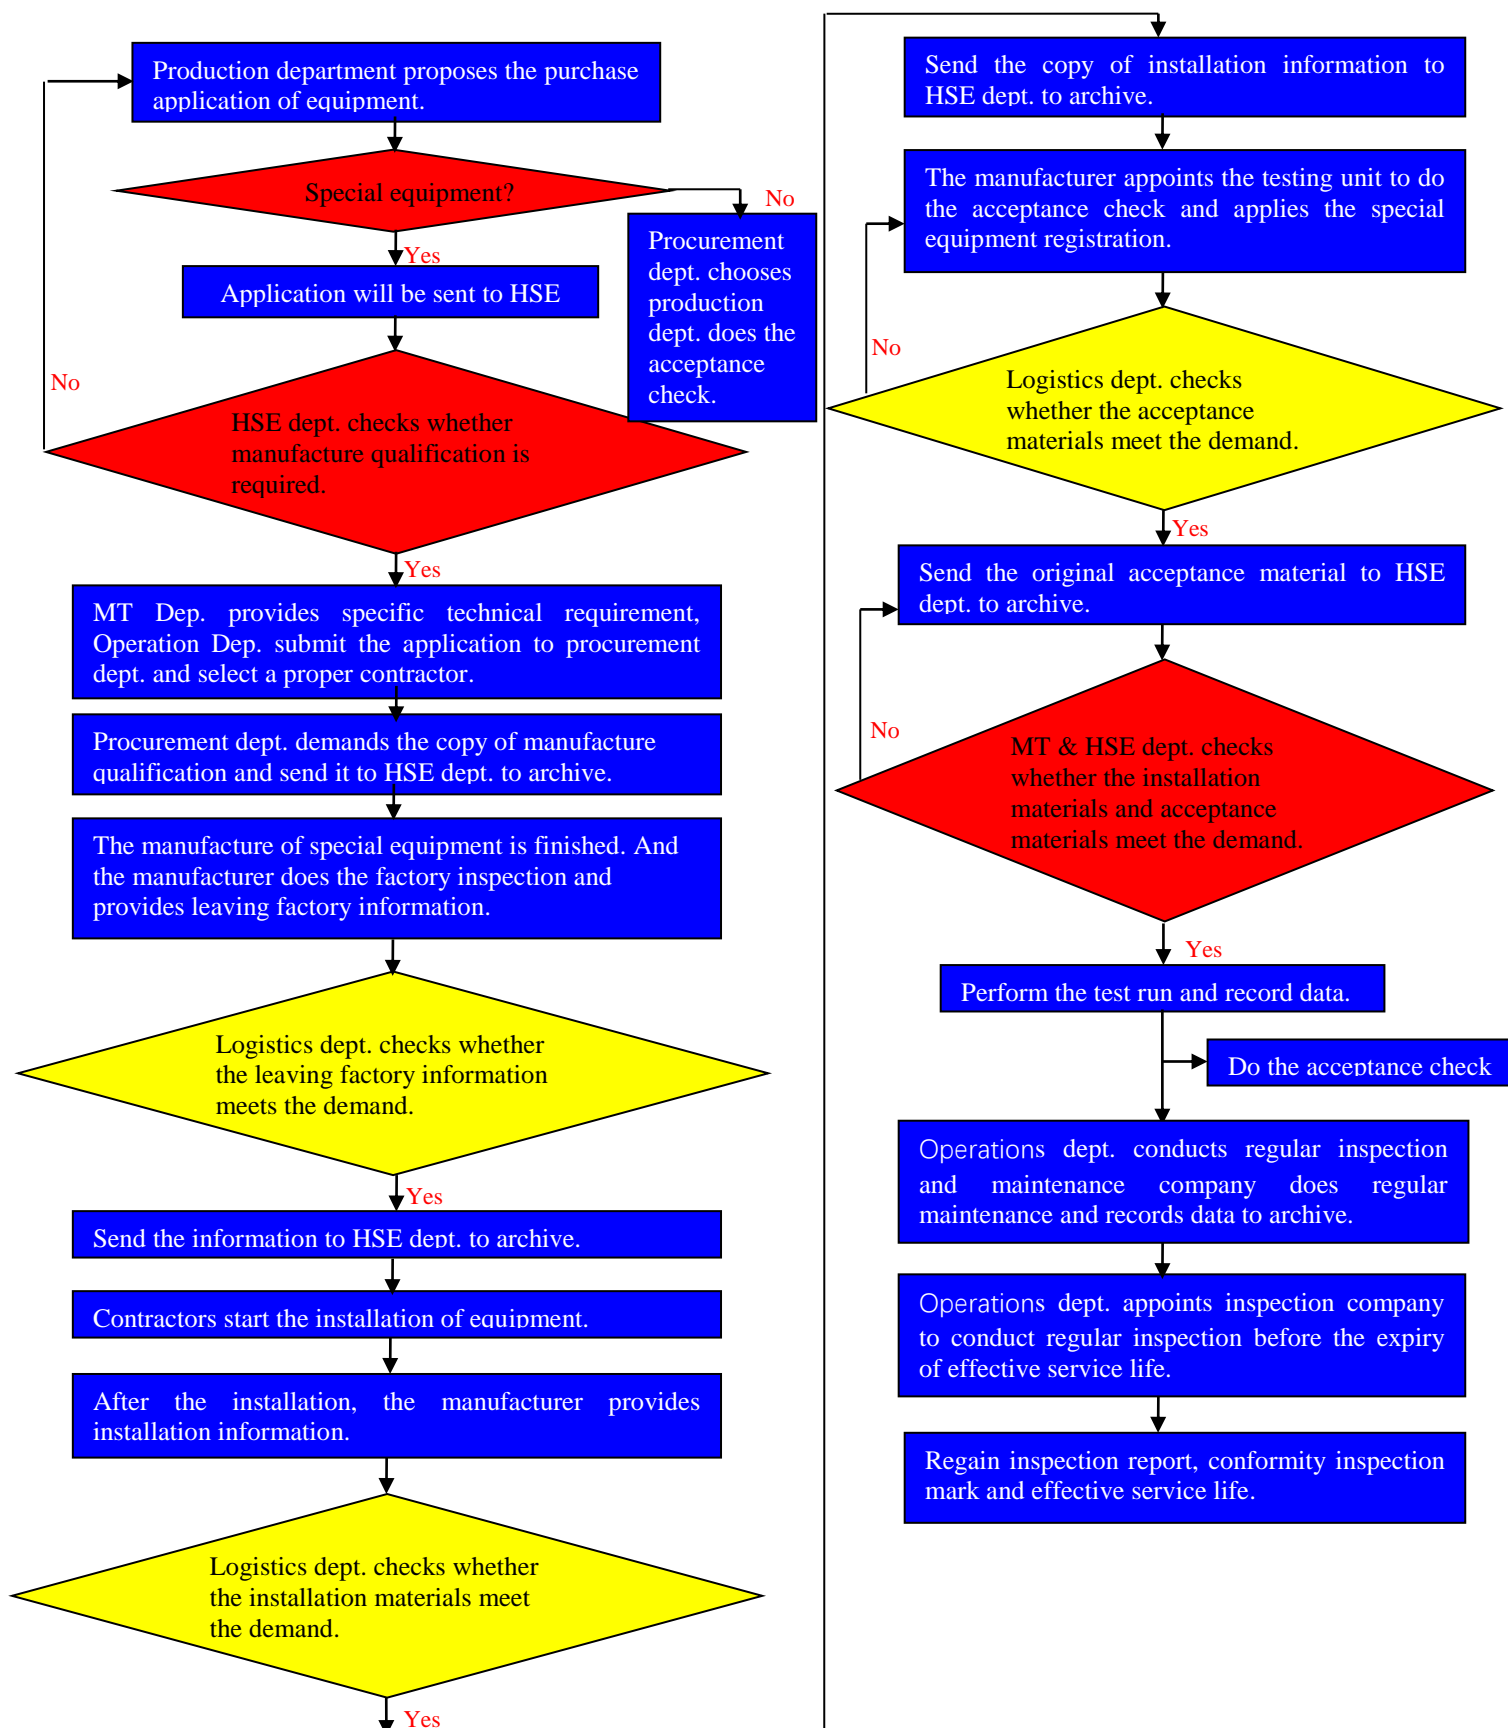 Production department proposes the purchase
application of equipment.
Special equipment?
No
Yes
Procurement
dept. chooses
production
dept. does the
acceptance
check.
Application will be sent to HSE
No
HSE dept. checks whether
manufacture qualification is
required.
Yes
MT Dep. provides specific technical requirement,
Operation Dep. submit the application to procurement
dept. and select a proper contractor.
Procurement dept. demands the copy of manufacture
qualification and send it to HSE dept. to archive.
The manufacture of special equipment is finished. And
the manufacturer does the factory inspection and
provides leaving factory information.
Logistics dept. checks whether
the leaving factory information
meets the demand.
Yes
Send the information to HSE dept. to archive.
Contractors start the installation of equipment.
After the installation, the manufacturer provides
installation information.
Logistics dept. checks whether
the installation materials meet
the demand.
Yes
Send the copy of installation information to
HSE dept. to archive.
The manufacturer appoints the testing unit to do
the acceptance check and applies the special
equipment registration.
No
Logistics dept. checks
whether the acceptance
materials meet the demand.
Yes
Send the original acceptance material to HSE
dept. to archive.
No
MT & HSE dept. checks
whether the installation
materials and acceptance
materials meet the demand.
Yes
Perform the test run and record data.
Do the acceptance check
Operations dept. conducts regular inspection
and maintenance company does regular
maintenance and records data to archive.
Operations dept. appoints inspection company
to conduct regular inspection before the expiry
of effective service life.
Regain inspection report, conformity inspection
mark and effective service life.